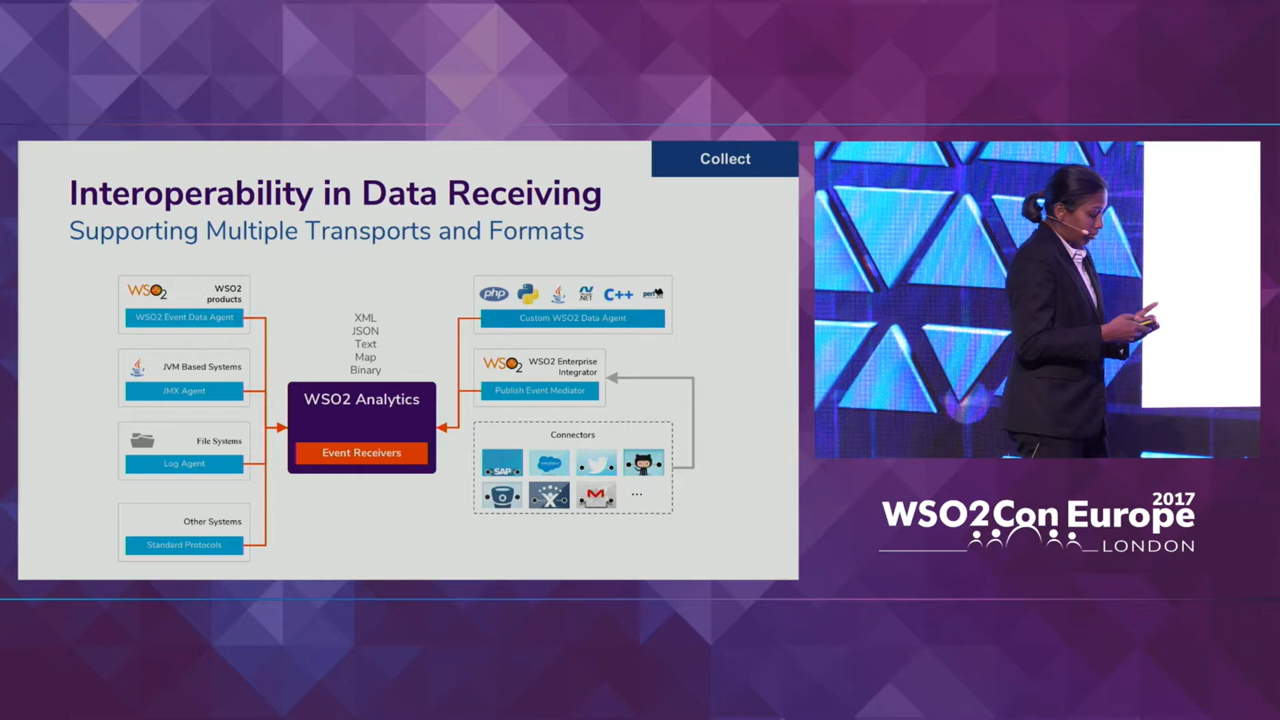 Collect
Interoperability in Data Receiving
Supporting Multiple Transports and Formats
WSO2
WSO2
products
WSO2 Event Data Agent
JVM Based Systems
JMX Agent
File Systems
Log Agent
Other Systems
Standard Protocols
XML
JSON
Text
Map
Binary
WSO2 Analytics
Event Receivers
php
.NET
C++
perl
Custom WSO2 Data Agent
WSO2
WSO2 Enterprise
Integrator
Publish Event Mediator
Connectors
SAP
...
2017
WSO2Con Europe
LONDON